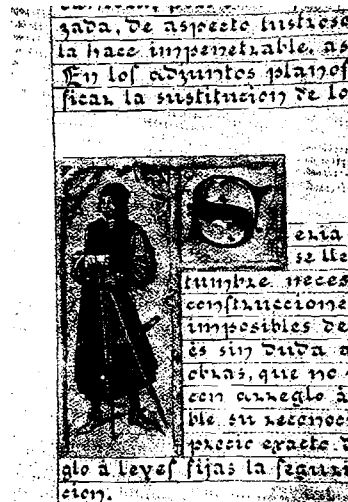 zada, de aspecto lustroso
la hace impenetrable, as
En los adjuntos planos
ficar la sustitucion de lo
S
eria
se lle
tumbre neces
construccione
imposibles de
es sin duda a
obras, que no
con arreglo à
ble su reconoc
precio exacto.
glo à leyes fijas la seguri
cion.